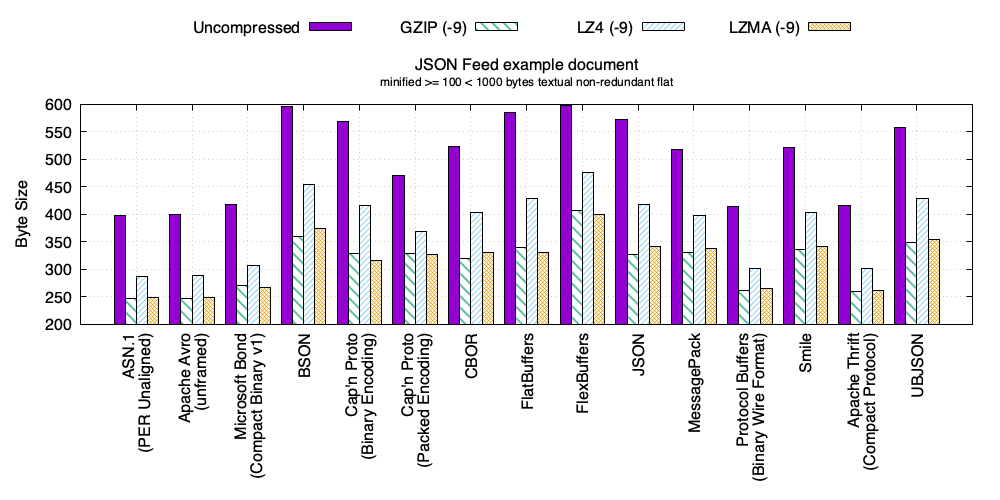 Uncompressed GZIP (-9) LZ4 (-9) LZMA (-9)
JSON Feed example document
minified >= 100 < 1000 bytes textual non-redundant flat
Byte Size
600
550
500
450
400
350
300
250
200
ASN.1
(PER Unaligned)
Apache Avro
(unframed)
Microsoft Bond
(Compact Binary v1)
BSON
Cap'n Proto
(Binary Encoding)
Cap'n Proto
(Packed Encoding)
CBOR
FlatBuffers
FlexBuffers
JSON
MessagePack
Protocol Buffers
(Binary Wire Format)
Smile
Apache Thrift
(Compact Protocol)
UBJSON